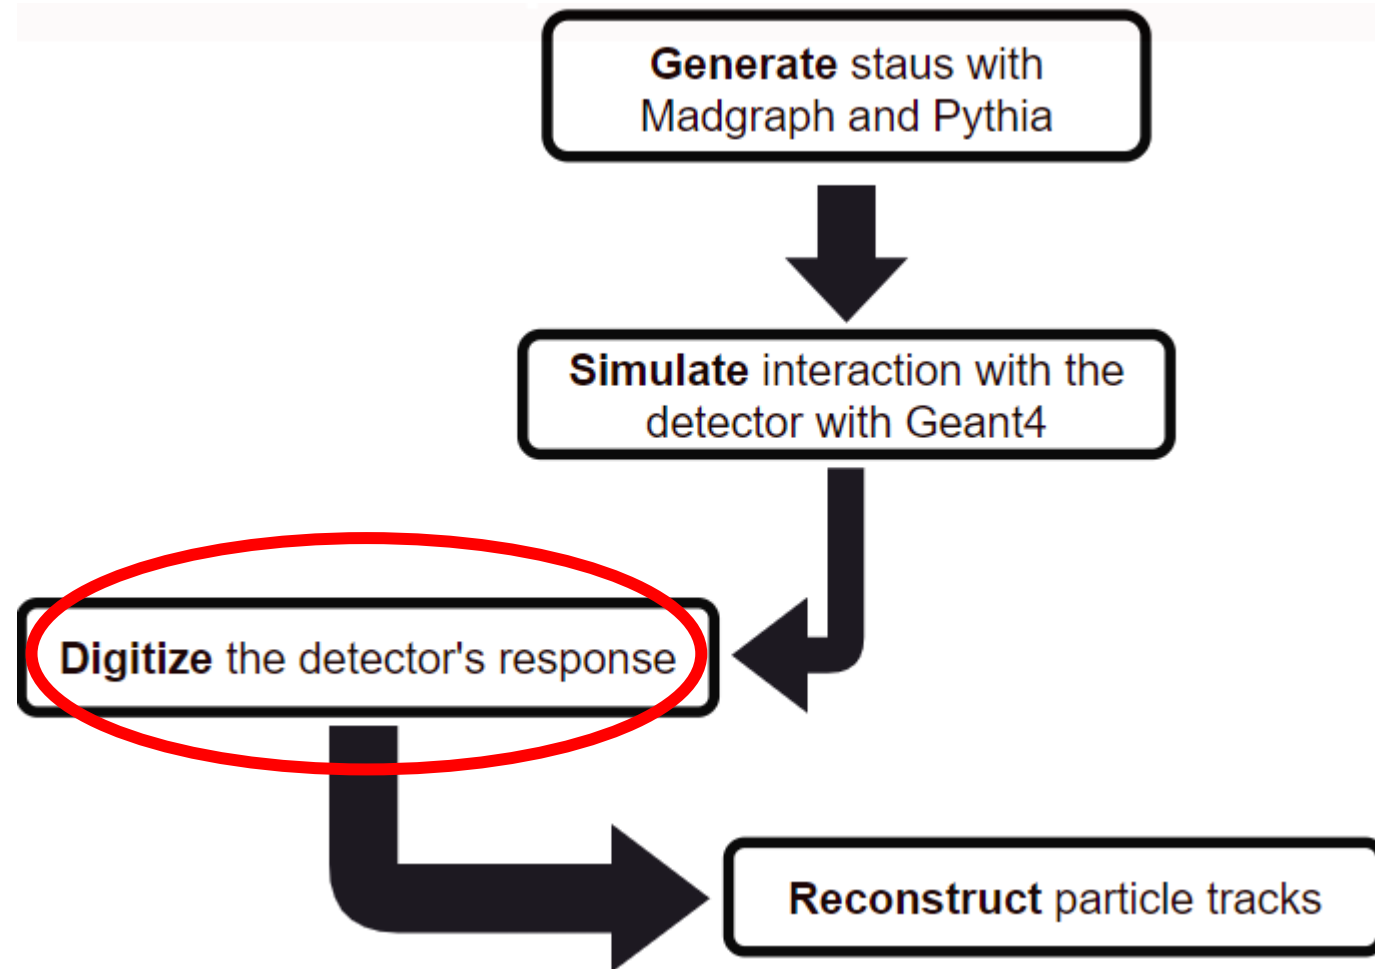 Generate staus with
Madgraph and Pythia
Simulate interaction with the
detector with Geant4
Digitize the detector's response
Reconstruct particle tracks